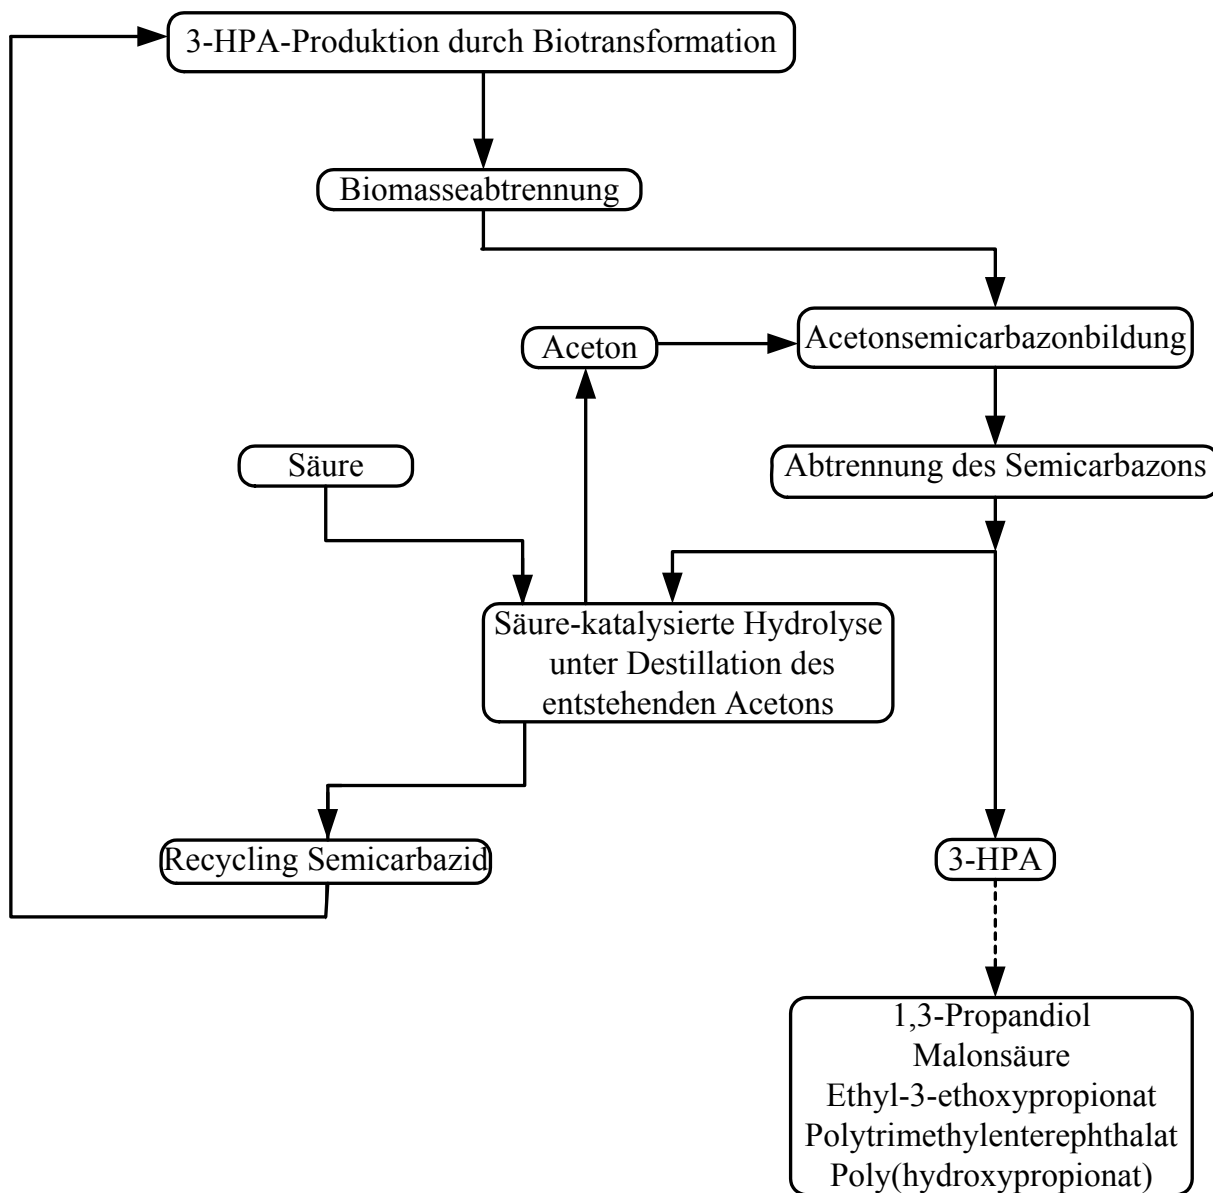 3-HPA-Produktion durch Biotransformation
Biomasseabtrennung
Aceton
Acetonsemicarbazonbildung
Säure
Abtrennung des Semicarbazons
Säure-katalysierte Hydrolyse
unter Destillation des
entstehenden Acetons
Recycling Semicarbazid
3-HPA
1,3-Propandiol
Malonsäure
Ethyl-3-ethoxypropionat
Polytrimethylenterephthalat
Poly(hydroxypropionat)